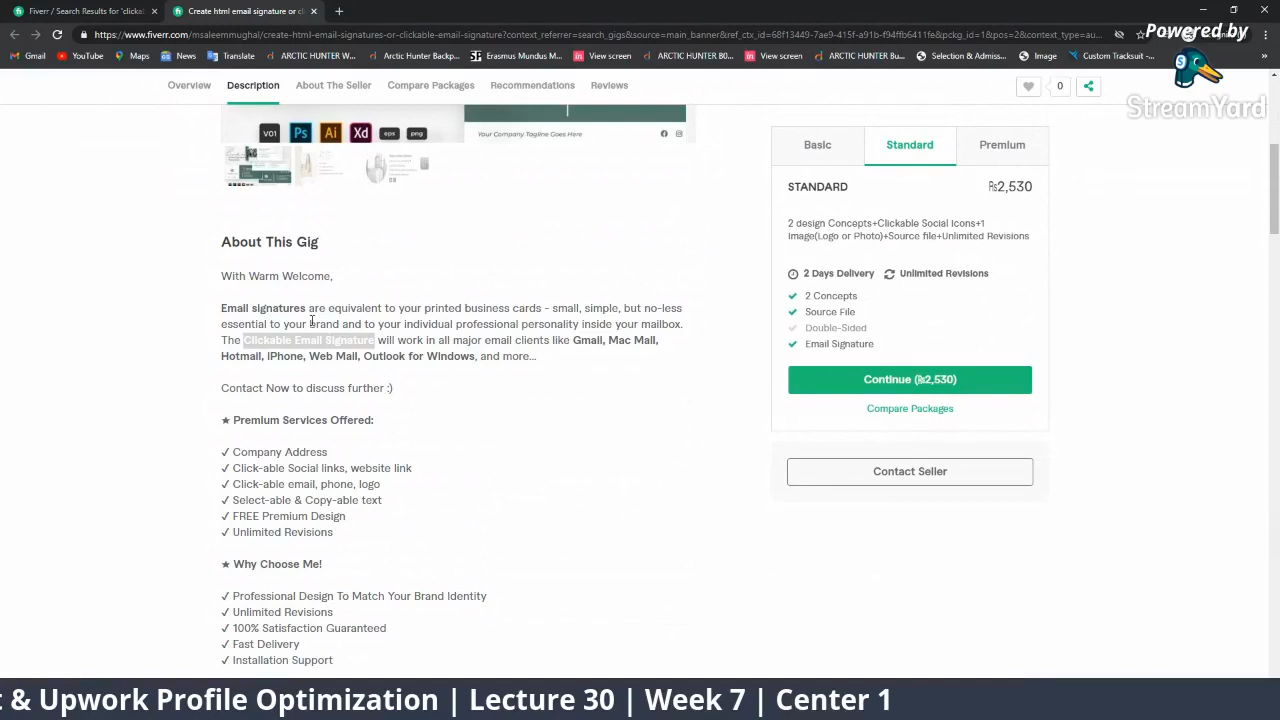 Fiverr / Search Results for 'clickal
Create html email signatures or cl
Powered by
https://www.fiverr.com/msaleemmughal/create-html-email-signatures-or-clickable-email-signature?context_referrer=search_gigs&source=main_banner&ref_ctx_id=68f13449-7ae9-415f-a91b-f94ffb6411fe&pckg_id=1&pos=2&context_type=au...
Gmail
YouTube
Maps
News
Translate
ARCTIC HUNTER W...
Arctic Hunter Backp...
Erasmus Mundus M...
View screen
ARCTIC HUNTER 80...
View screen
ARCTIC HUNTER Bu...
Selection & Admiss...
Image
Custom Tracksuit -...
StreamYard
Overview
Description
About The Seller
Compare Packages
Recommendations
Reviews
0
VO1 Ps Ai Xd eps png
Your Company Tagline Goes Here
Basic
Standard
Premium
STANDARD
₨2,530
2 design Concepts+Clickable Social Icons+1
Image(Logo or Photo)+Source file+Unlimited Revisions
2 Days Delivery
Unlimited Revisions
✓ 2 Concepts
✓ Source File
✓ Double-Sided
✓ Email Signature
Continue (₨2,530)
Compare Packages
Contact Seller
About This Gig
With Warm Welcome,
Email signatures are equivalent to your printed business cards - small, simple, but no-less
essential to your brand and to your individual professional personality inside your mailbox.
The Clickable Email Signature will work in all major email clients like Gmail, Mac Mail,
Hotmail, IPhone, Web Mail, Outlook for Windows, and more...
Contact Now to discuss further :)
★ Premium Services Offered:
✓ Company Address
✓ Click-able Social links, website link
✓ Click-able email, phone, logo
✓ Select-able & Copy-able text
✓ FREE Premium Design
✓ Unlimited Revisions
★ Why Choose Me!
✓ Professional Design To Match Your Brand Identity
✓ Unlimited Revisions
✓ 100% Satisfaction Guaranteed
✓ Fast Delivery
✓ Installation Support
t & Upwork Profile Optimization | Lecture 30 | Week 7 | Center 1